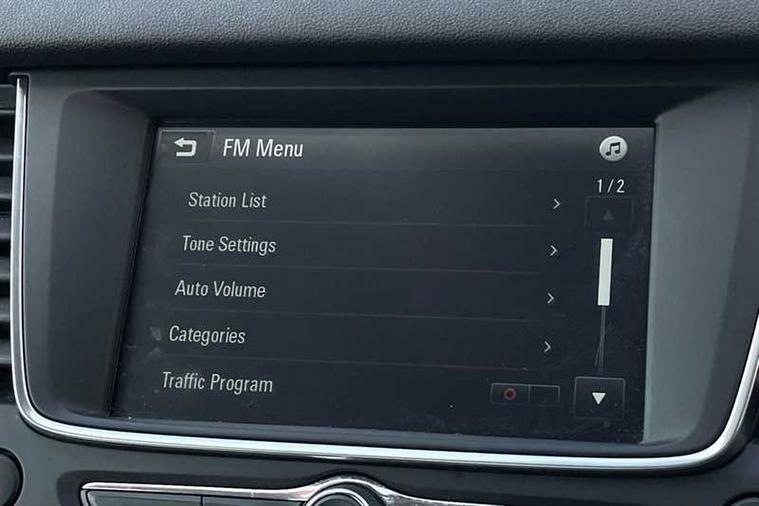 FM Menu
1/2
Station List
Tone Settings
Auto Volume
Categories
Traffic Program